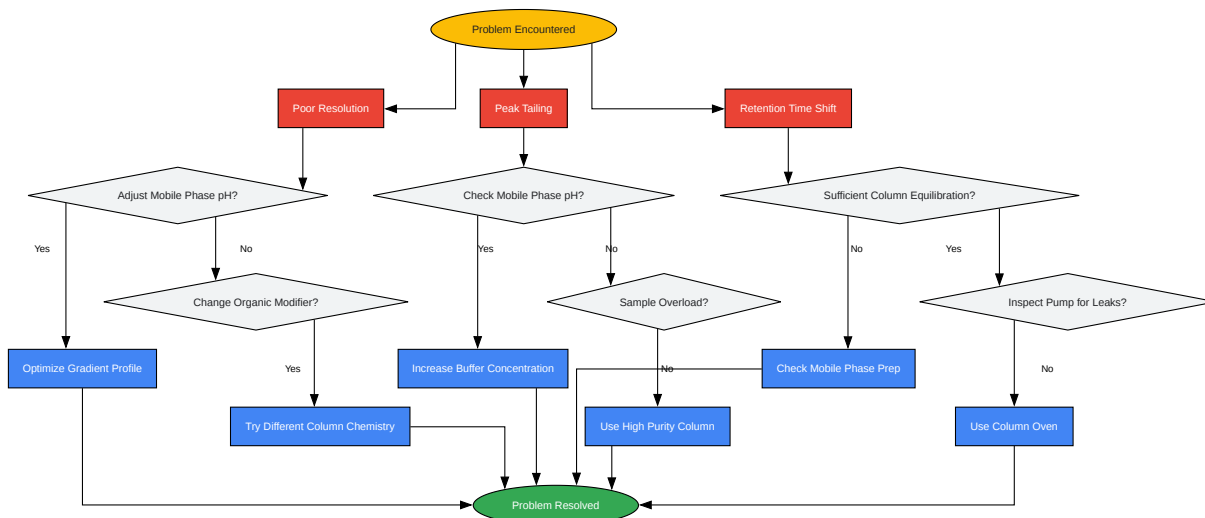 Problem Encountered
Poor Resolution
Peak Tailing
Retention Time Shift
Adjust Mobile Phase pH?
Check Mobile Phase pH?
Sufficient Column Equilibration?
Yes
No
Yes
No
No
Yes
Change Organic Modifier?
Sample Overload?
Inspect Pump for Leaks?
Optimize Gradient Profile
Yes
Increase Buffer Concentration
No
Check Mobile Phase Prep
No
Try Different Column Chemistry
Use High Purity Column
Use Column Oven
Problem Resolved